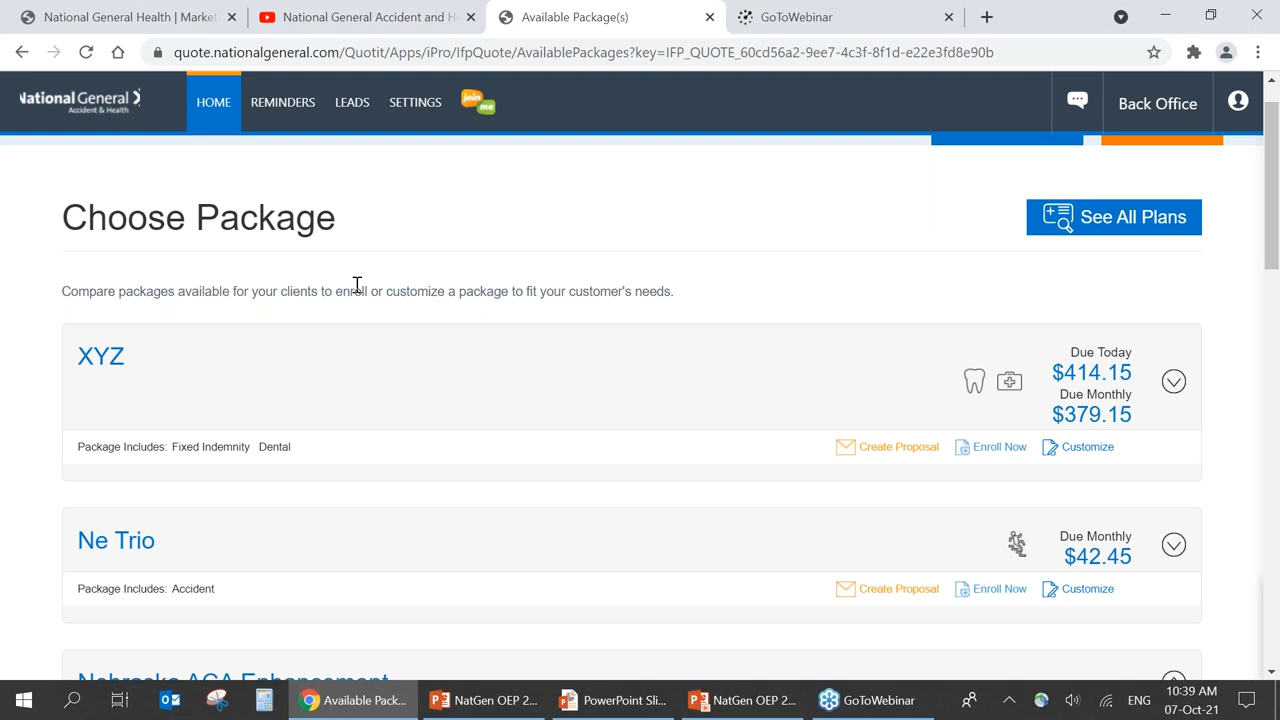 National General Health | Market
National General Accident and H
Available Package(s)
GoToWebinar
quote.nationalgeneral.com/Quotit/Apps/iPro/IfpQuote/AvailablePackages?key=IFP_QUOTE_60cd56a2-9ee7-4c3f-8f1d-e22e3fd8e90b
National General
Accident & Health
HOME
REMINDERS
LEADS
SETTINGS
join me
Back Office
Choose Package
See All Plans
Compare packages available for your clients to enroll or customize a package to fit your customer's needs.
XYZ
Due Today
$414.15
Due Monthly
$379.15
Package Includes: Fixed Indemnity Dental
Create Proposal
Enroll Now
Customize
Ne Trio
Due Monthly
$42.45
Package Includes: Accident
Create Proposal
Enroll Now
Customize
Nebraska ACA Enhancement
Available Pack...
NatGen OEP 2...
PowerPoint Sli...
NatGen OEP 2...
GoToWebinar
ENG
10:39 AM
07-Oct-21